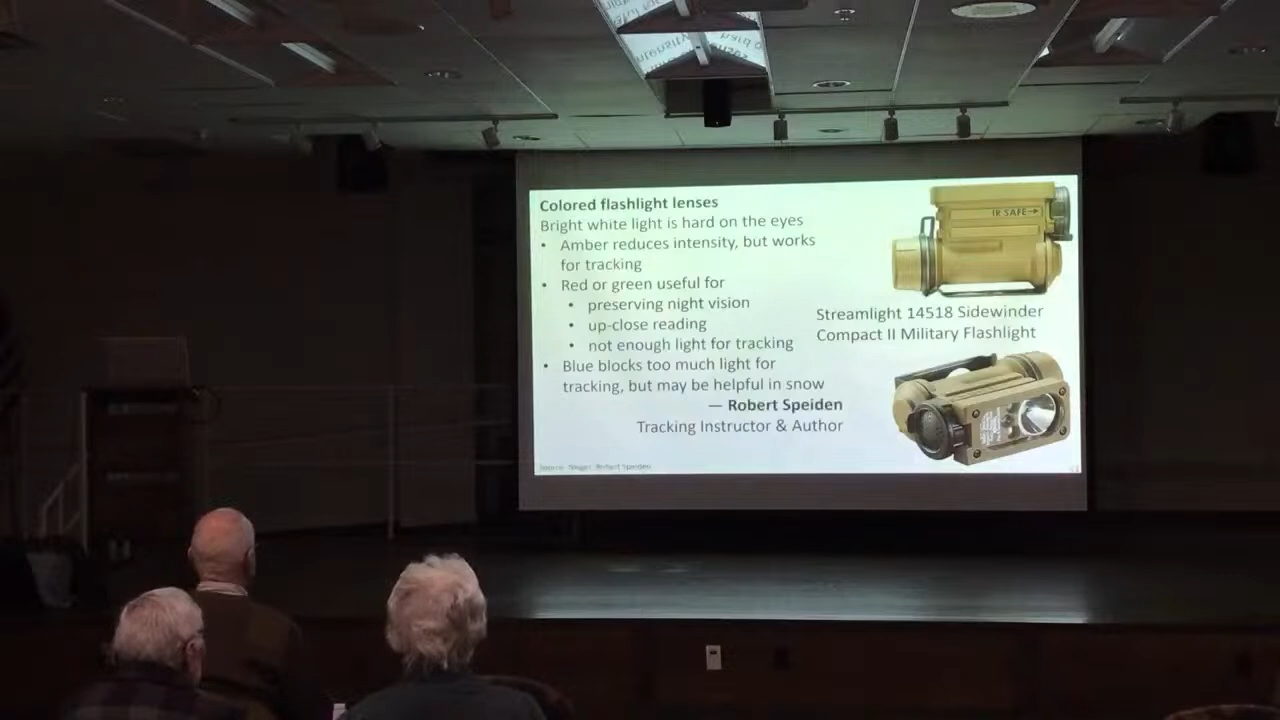 Colored flashlight lenses
Bright white light is hard on the eyes
• Amber reduces intensity, but works
for tracking
• Red or green useful for
• preserving night vision
• up-close reading
• not enough light for tracking
• Blue blocks too much light for
tracking, but may be helpful in snow
— Robert Speiden
Tracking Instructor & Author
IR SAFE→
Streamlight 14518 Sidewinder
Compact II Military Flashlight
Robert Speiden